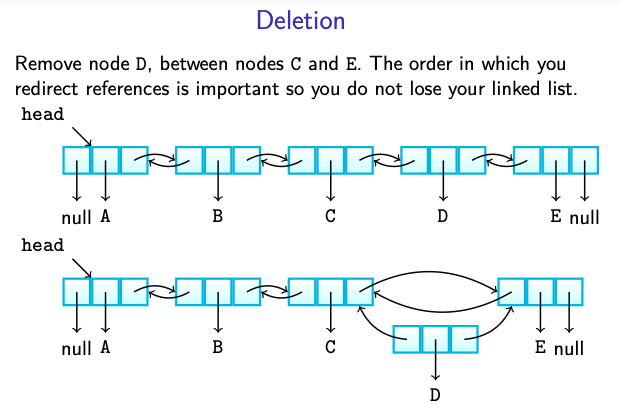 Deletion
Remove node D, between nodes C and E. The order in which you
redirect references is important so you do not lose your linked list.
head
null A B C D E null
head
null A B C E null
D